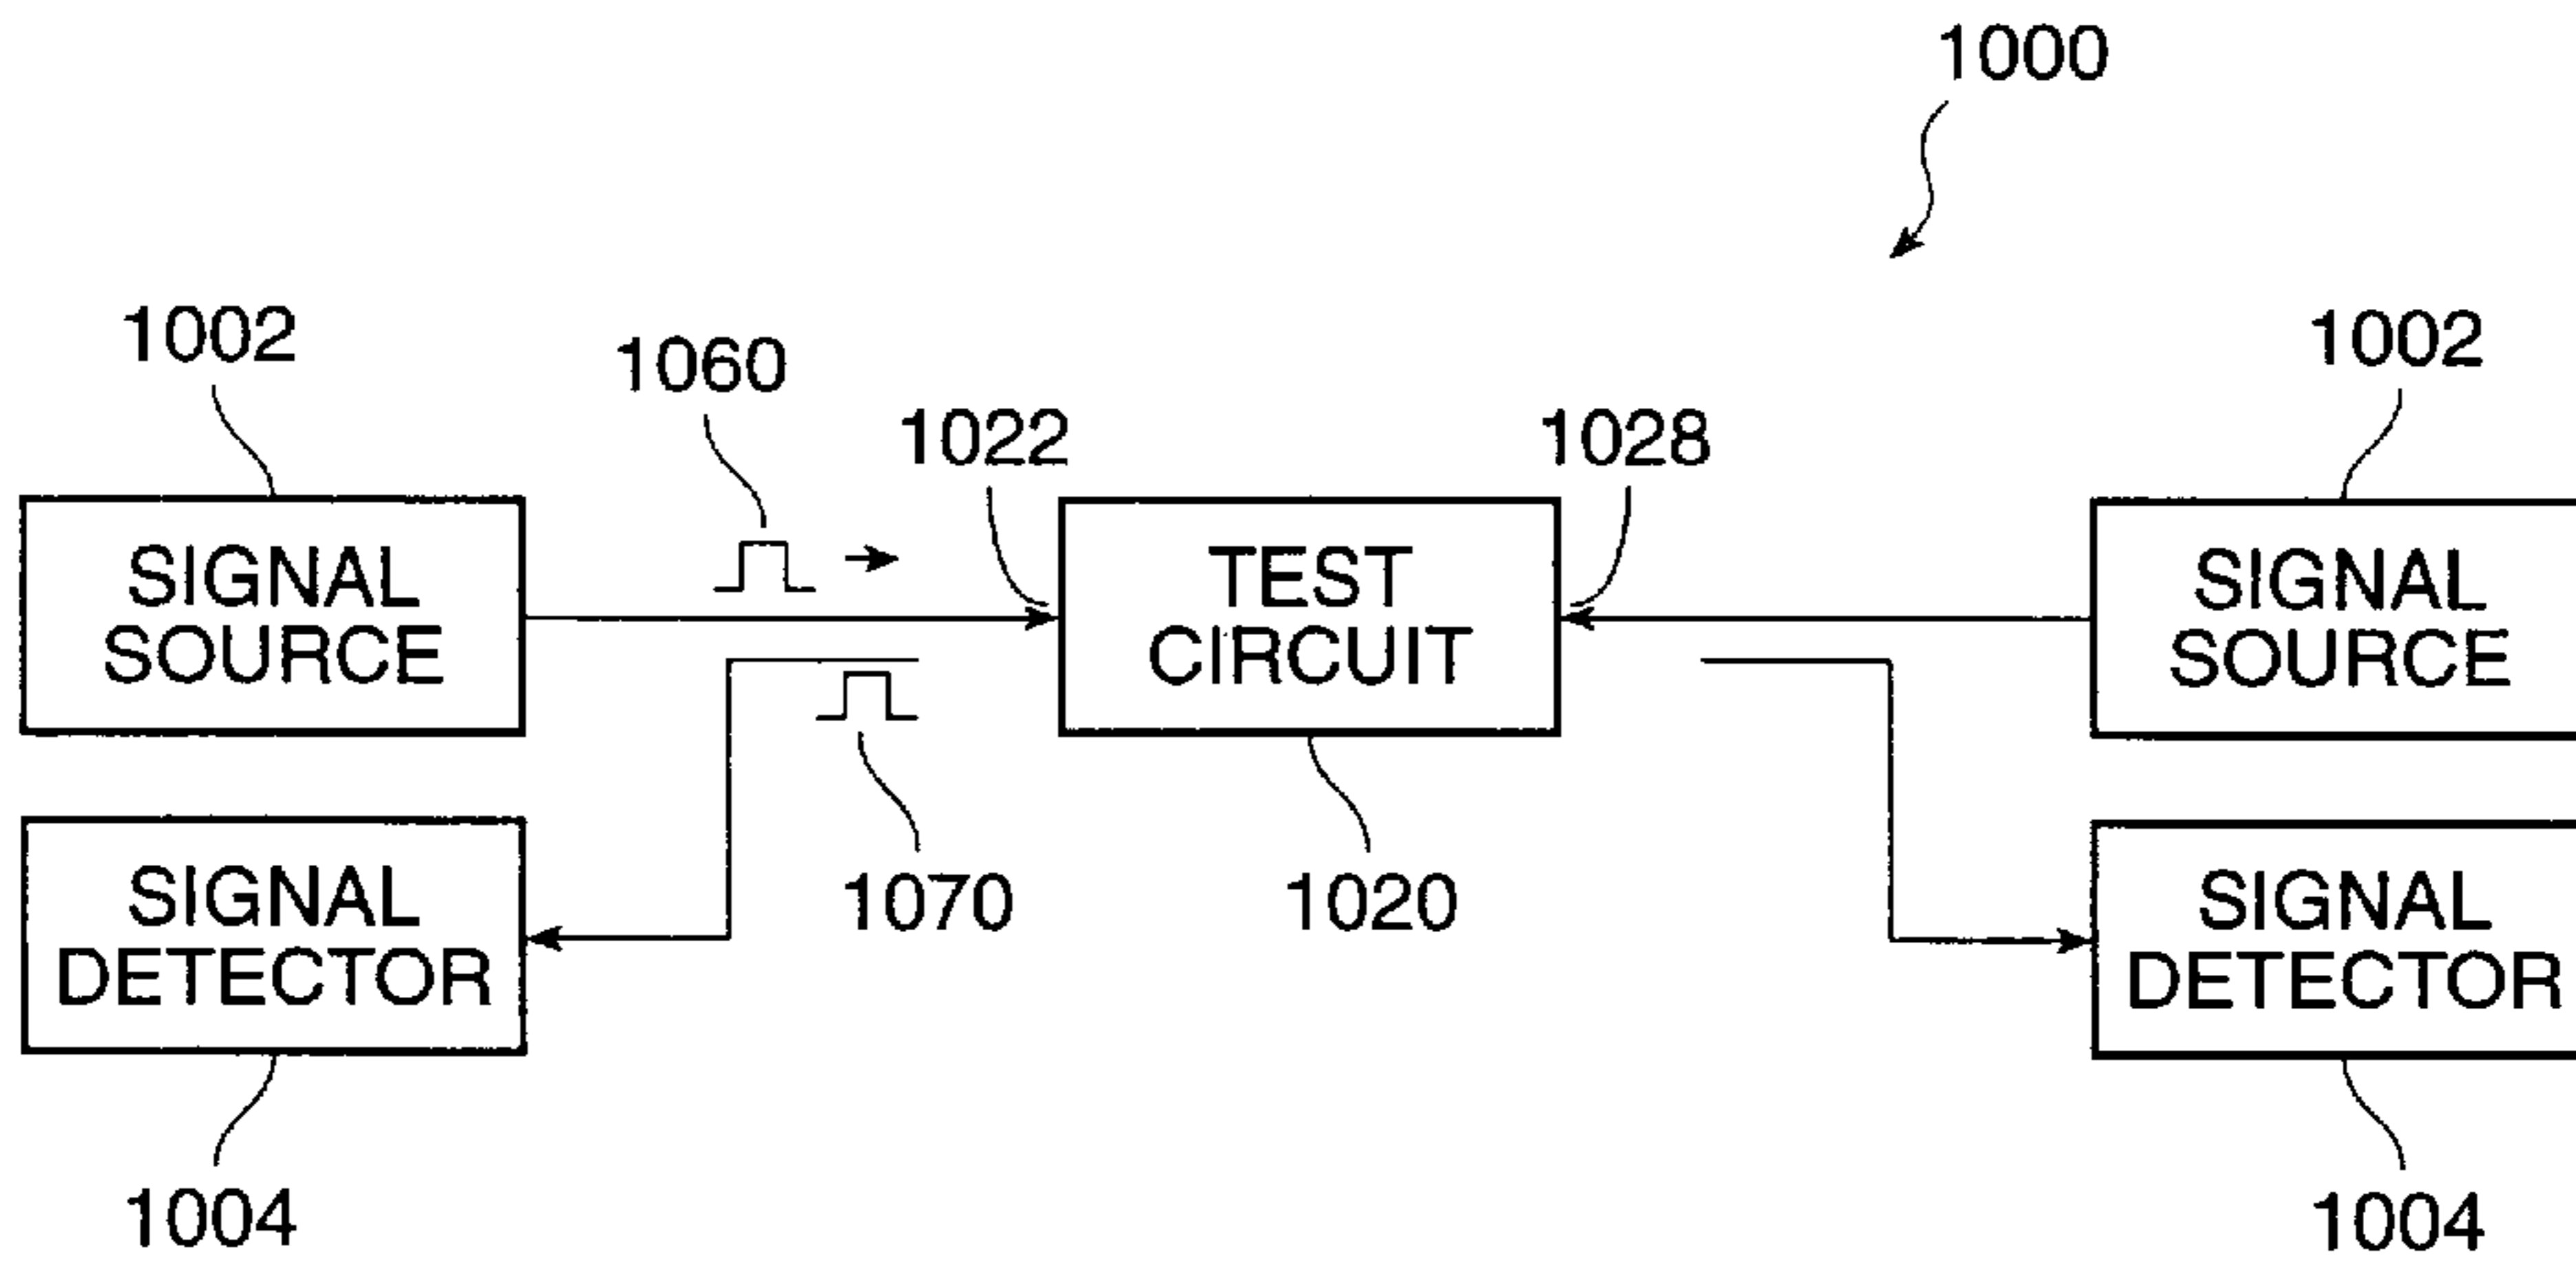 1000
1002
1060
1022
1028
1002
SIGNAL
SOURCE
TEST
CIRCUIT
SIGNAL
SOURCE
SIGNAL
DETECTOR
1070
1020
SIGNAL
DETECTOR
1004
1004